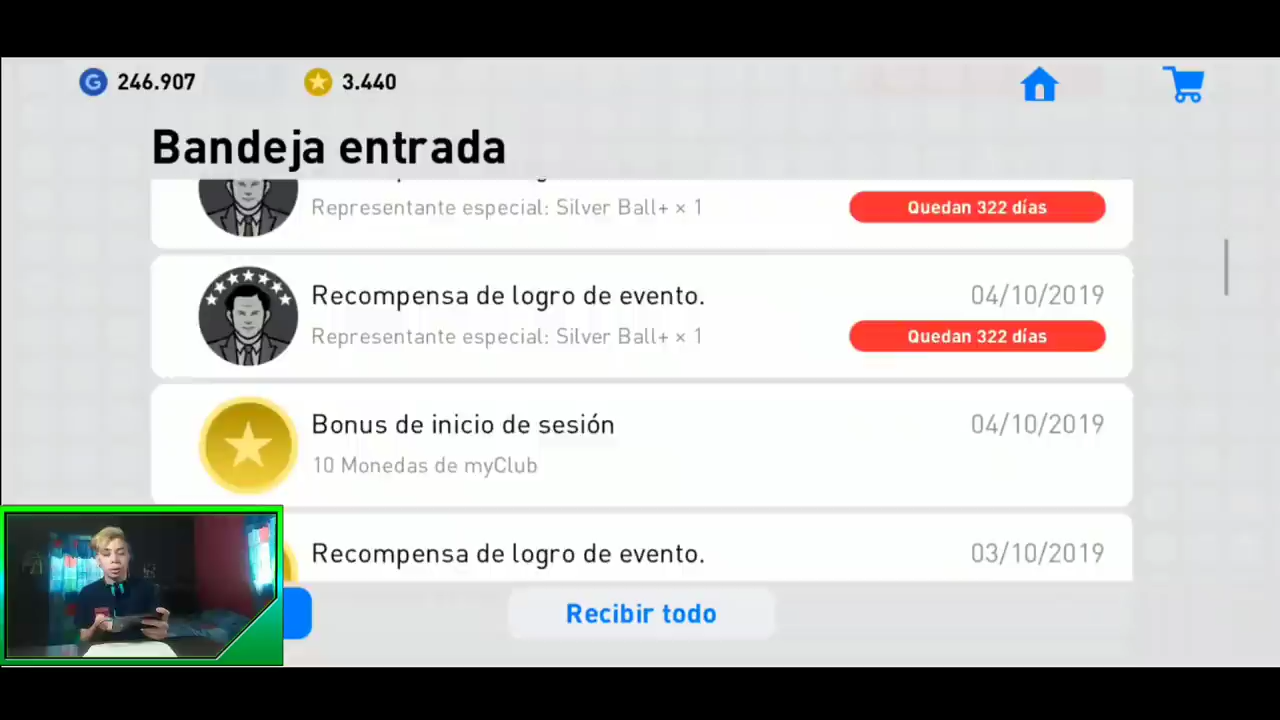 246.907
3.440
Bandeja entrada
Representante especial: Silver Ball+ × 1
Quedan 322 días
Recompensa de logro de evento.
04/10/2019
Representante especial: Silver Ball+ × 1
Quedan 322 días
Bonus de inicio de sesión
04/10/2019
10 Monedas de myClub
Recompensa de logro de evento.
03/10/2019
Recibir todo